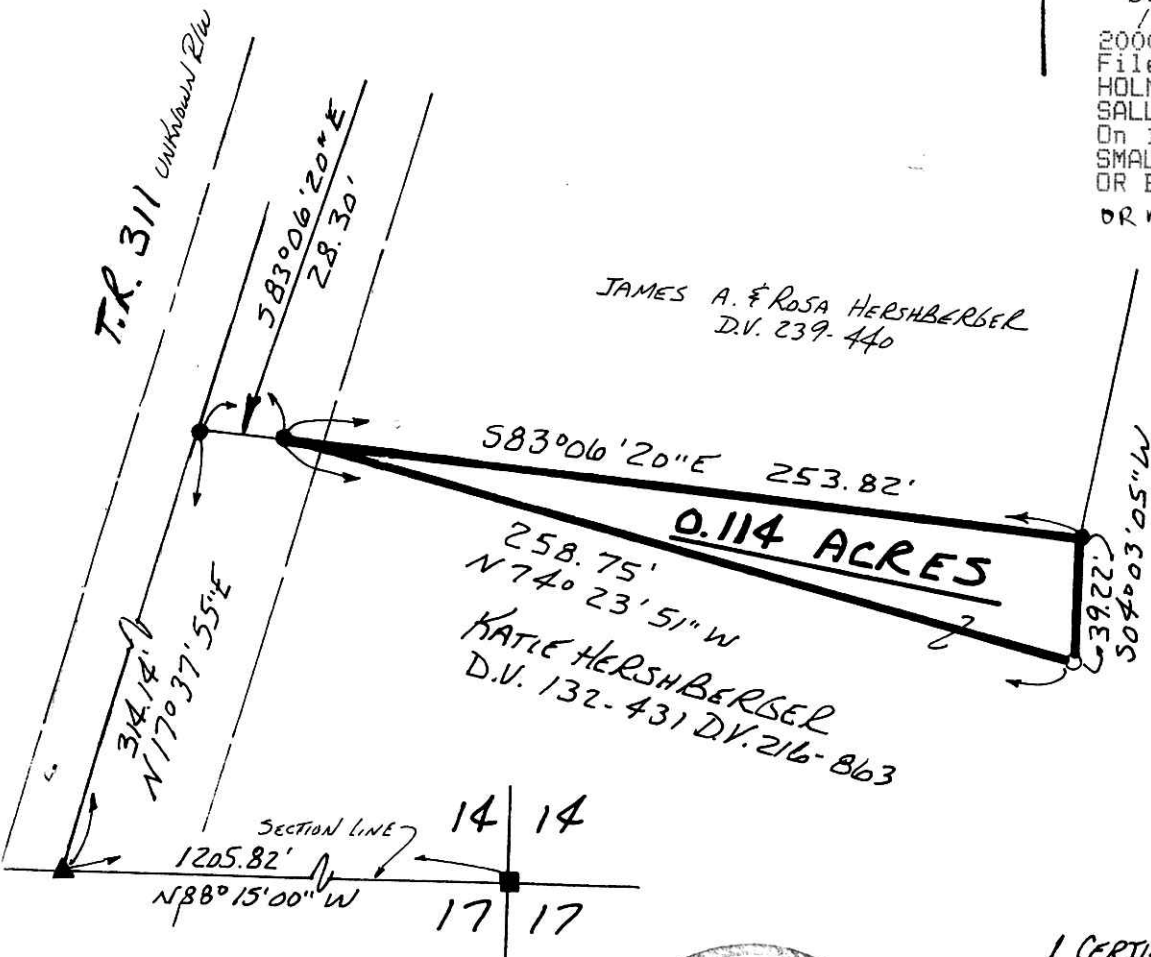 T.R. 311 UNKNOWN R/W
S83°06'20"E
28.30'
2000
File
HOLM
SALL
On
SMAL
OR B
OR
JAMES A. & ROSA HERSHBERGER
D.V. 239-440
S83°06'20"E 253.82'
0.114 ACRES
39.22'
S04°03'05"W
258.75'
N74°23'51"W
KATIE HERSHBERGER
D.V. 132-431 D.V. 216-863
314.14'
N17°37'55"E
SECTION LINE
14 14
1205.82'
N88°15'00"W
17 17
I CERTI